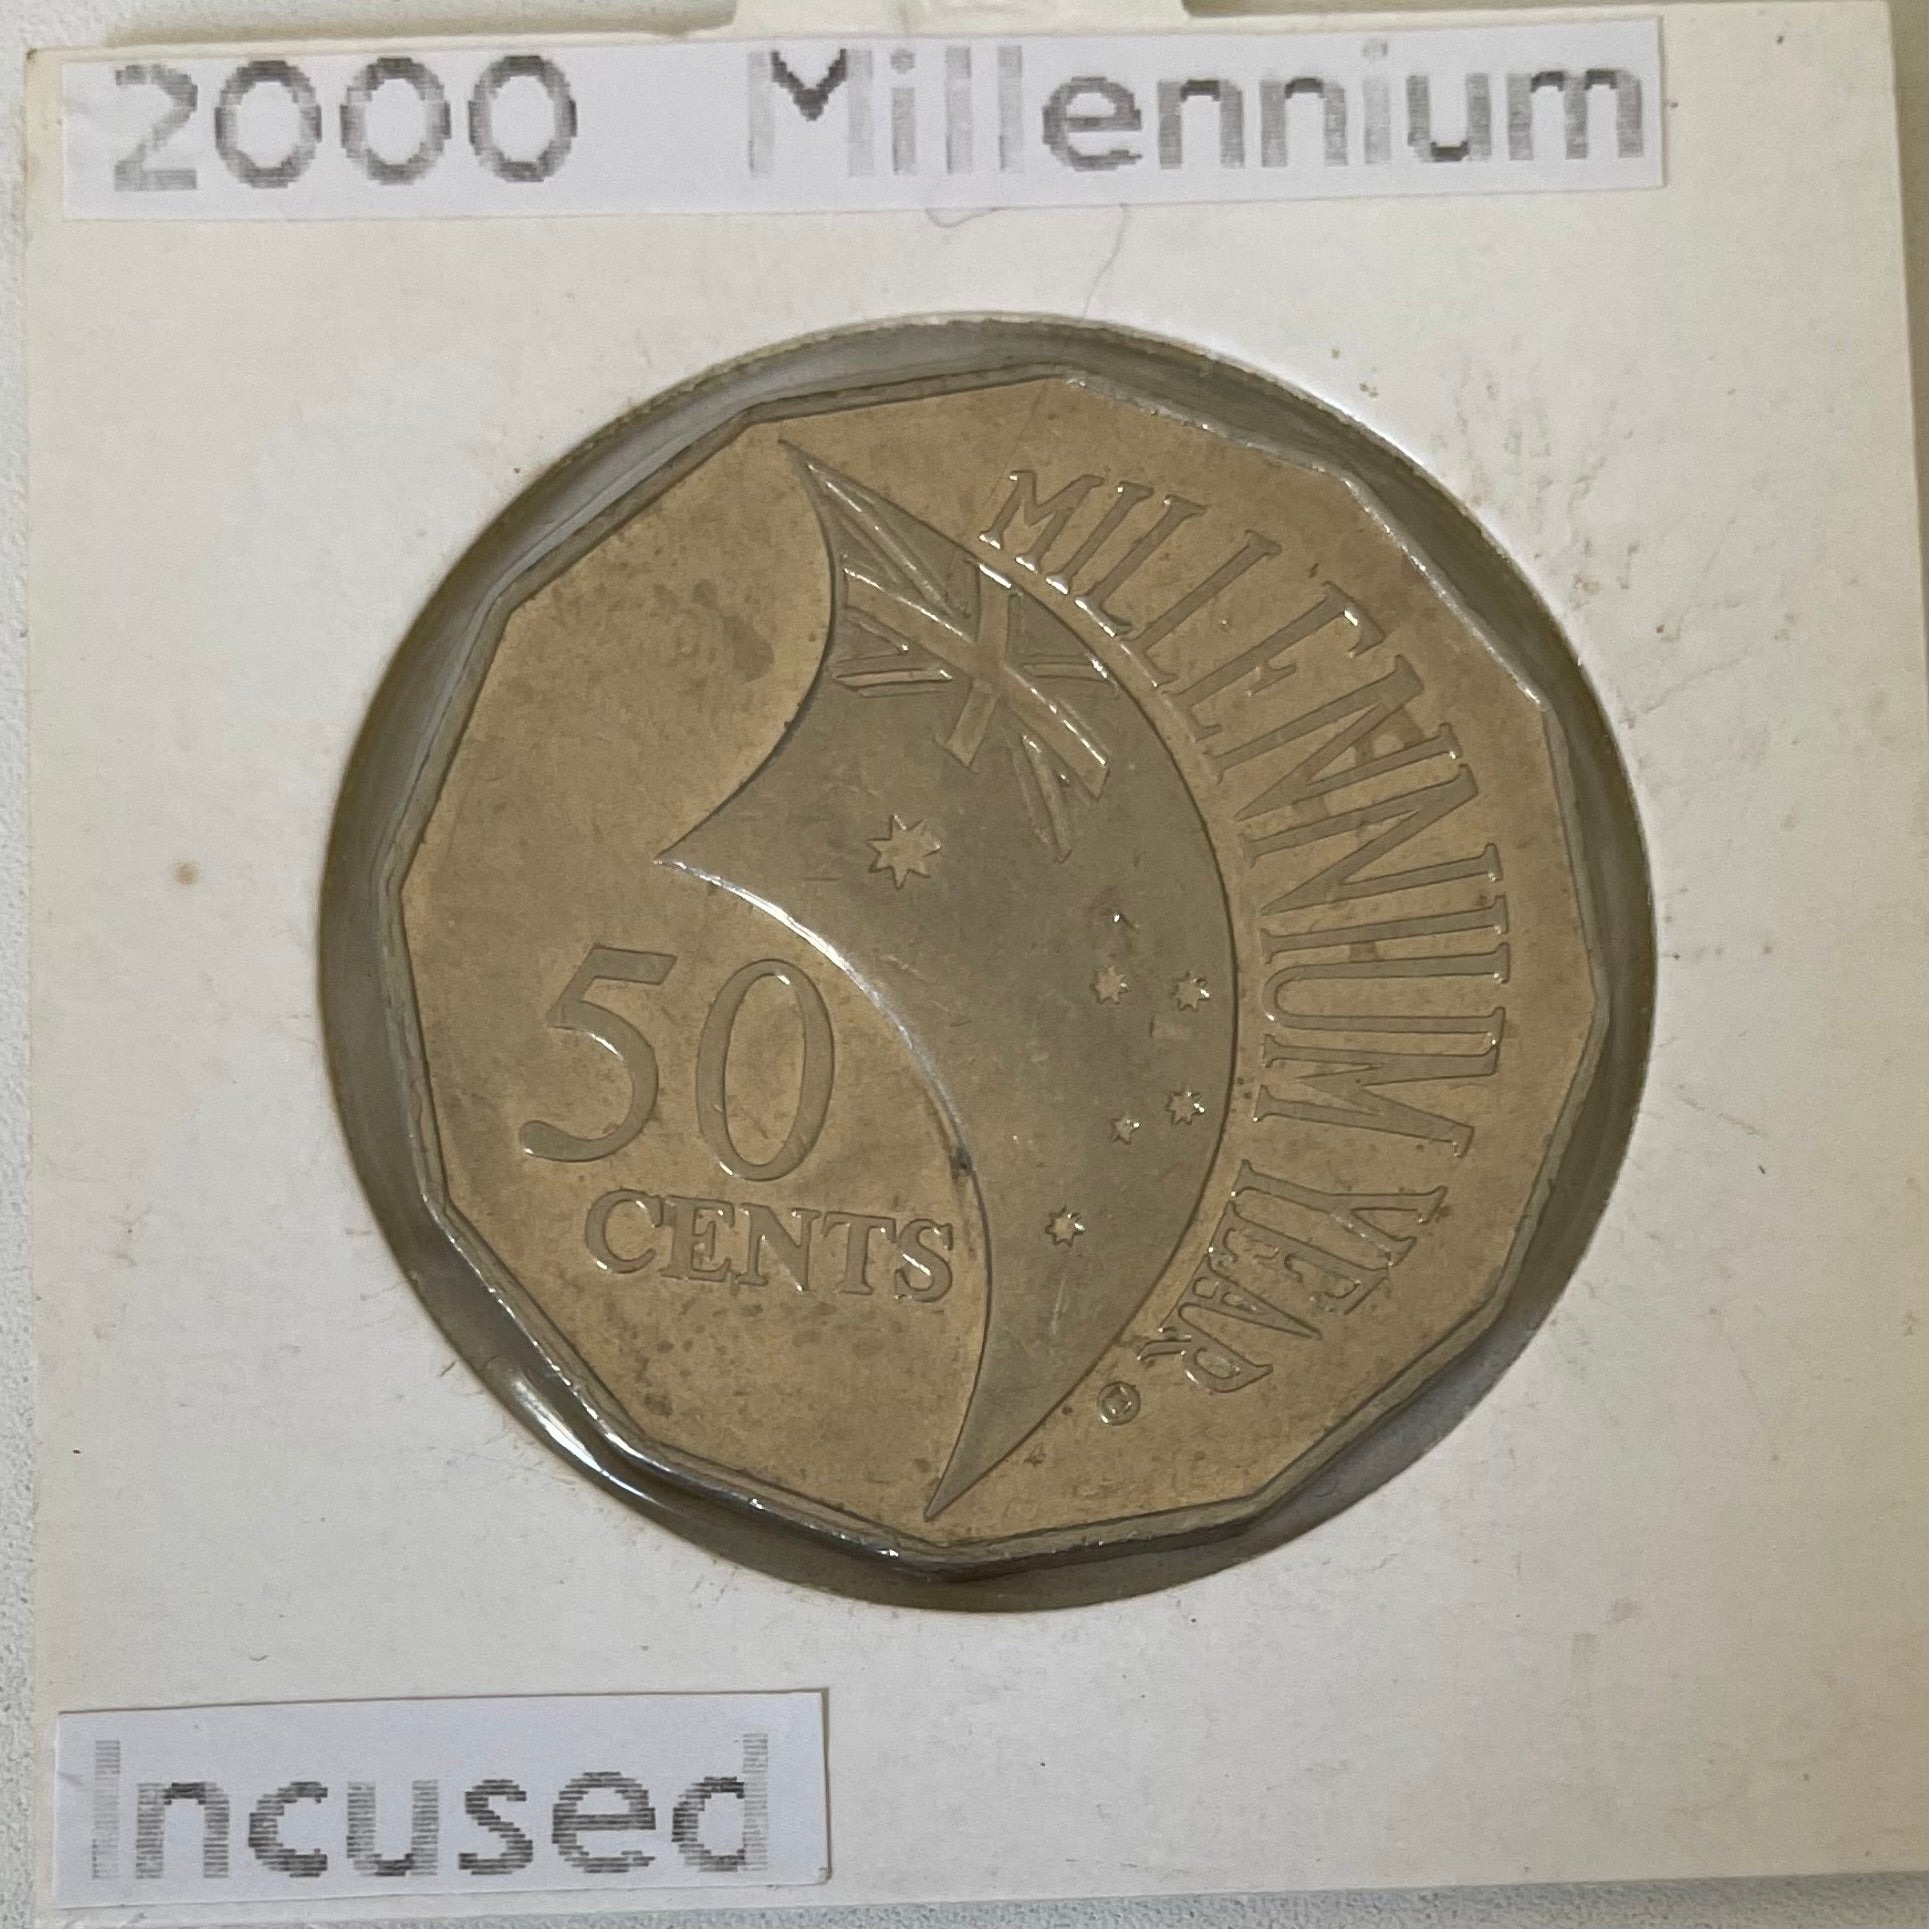 2000 Millennium
MILLENNIUM YEAR
50
CENTS
Incused